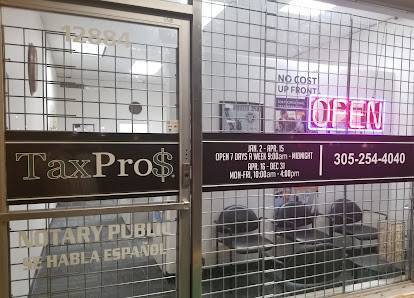 12884
NO COST
UP FRONT
OPEN
TaxPro$
JAN. 2 - APR. 15
OPEN 7 DAYS A WEEK 9:00am - MIDNIGHT
APR. 16 - DEC 31
MON-FRI, 10:00am - 4:00pm
305-254-4040
NOTARY PUBLIC
SE HABLA ESPAÑOL